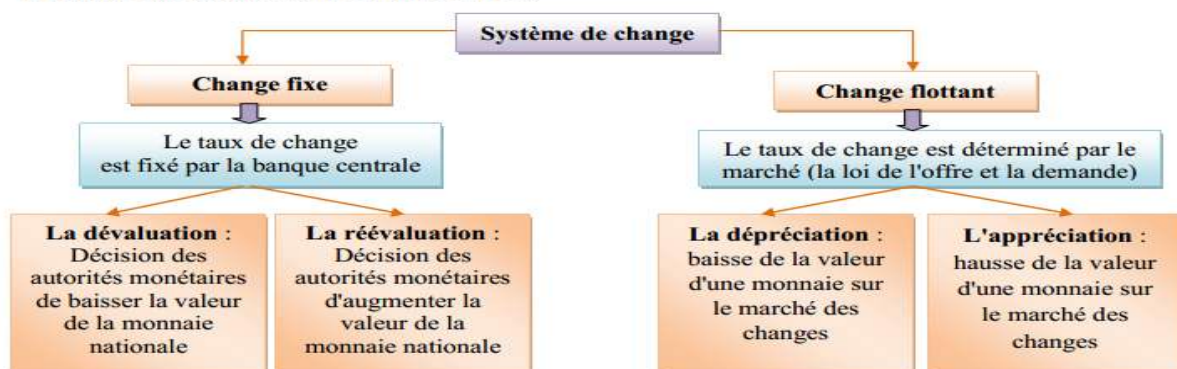 Système de change
Change fixe
Le taux de change
est fixé par la banque centrale
La dévaluation :
Décision des
autorités monétaires
de baisser la valeur
de la monnaie
nationale
La réévaluation :
Décision des
autorités monétaires
d'augmenter la
valeur de la
monnaie nationale
Change flottant
Le taux de change est déterminé par le
marché (la loi de l'offre et la demande)
La dépréciation :
baisse de la valeur
d'une monnaie sur
le marché des
changes
L'appréciation :
hausse de la valeur
d'une monnaie sur
le marché des
changes